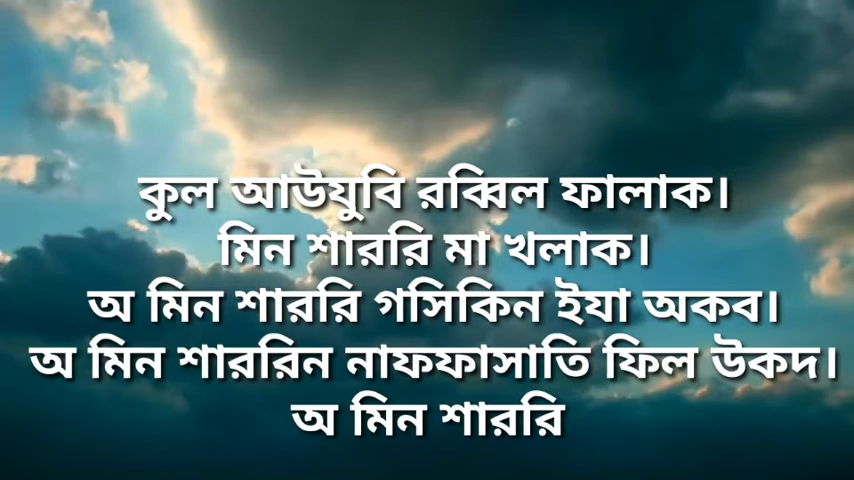 কুল আউযুবি রব্বিল ফালাক।
মিন শাররি মা খলাক।
অ মিন শাররি গসিকিন ইযা অকব।
অ মিন শাররিন নাফফাসাতি ফিল উকদ।
অ মিন শাররি